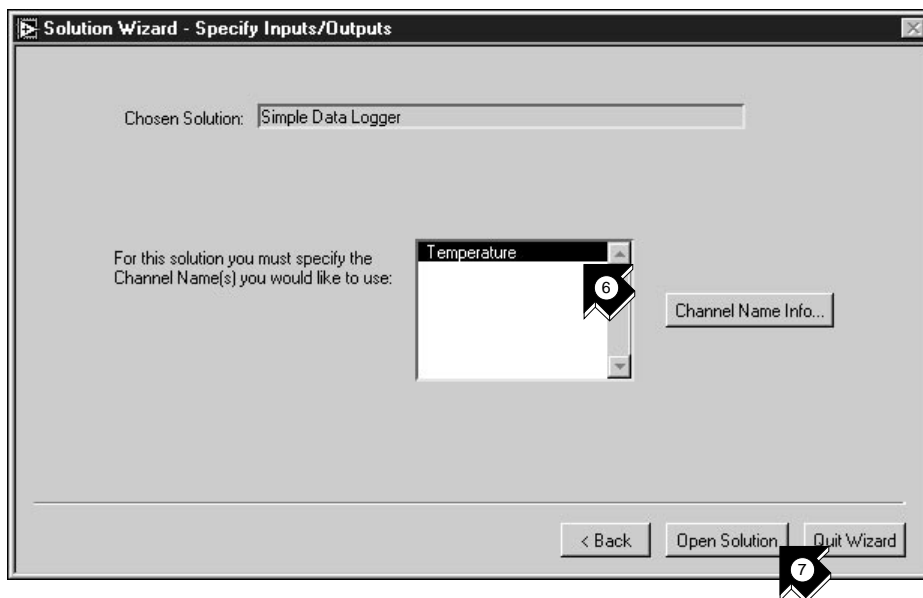 Solution Wizard - Specify Inputs/Outputs
Chosen Solution: Simple Data Logger
For this solution you must specify the
Channel Name(s) you would like to use:
Temperature
6
Channel Name Info...
< Back
Open Solution
Quit Wizard
7